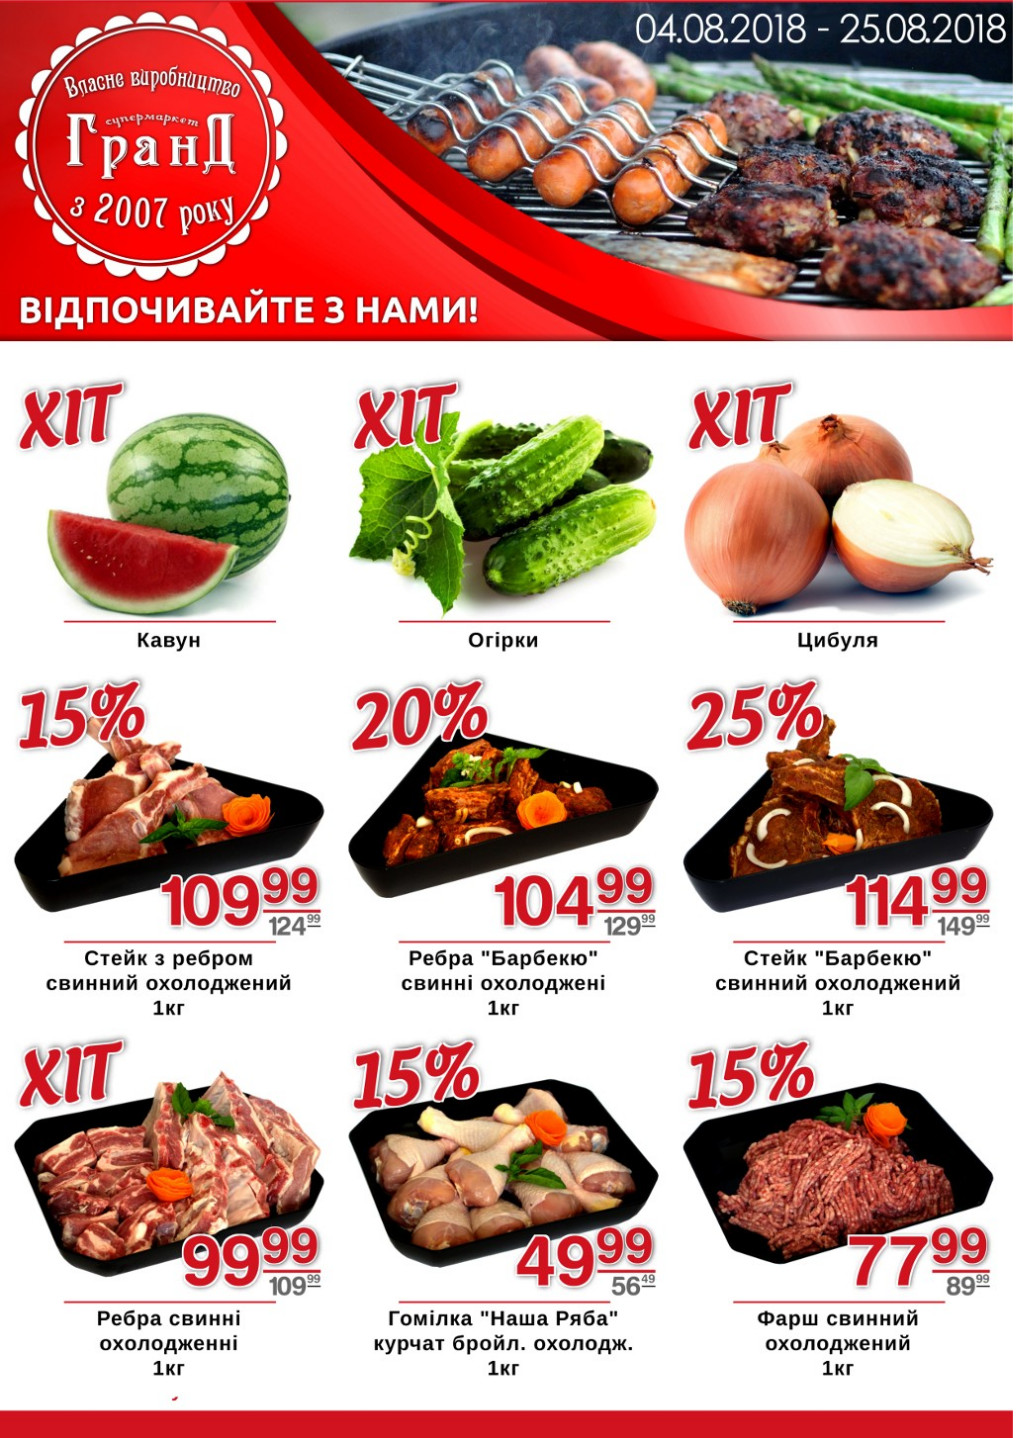 04.08.2018 - 25.08.2018
Власне виробництво
супермаркет
ГранД
з 2007 року
ВІДПОЧИВАЙТЕ З НАМИ!
ХІТ
Кавун
ХІТ
Огірки
ХІТ
Цибуля
15%
109 99
124 99
Стейк з ребром
свинний охолоджений
1кг
20%
104 99
129 99
Ребра "Барбекю"
свинні охолоджені
1кг
25%
114 99
149 99
Стейк "Барбекю"
свинний охолоджений
1кг
ХІТ
99 99
109 99
Ребра свинні
охолодженні
1кг
15%
49 99
56 49
Гомілка "Наша Ряба"
курчат бройл. охолодж.
1кг
15%
77 99
89 99
Фарш свинний
охолоджений
1кг